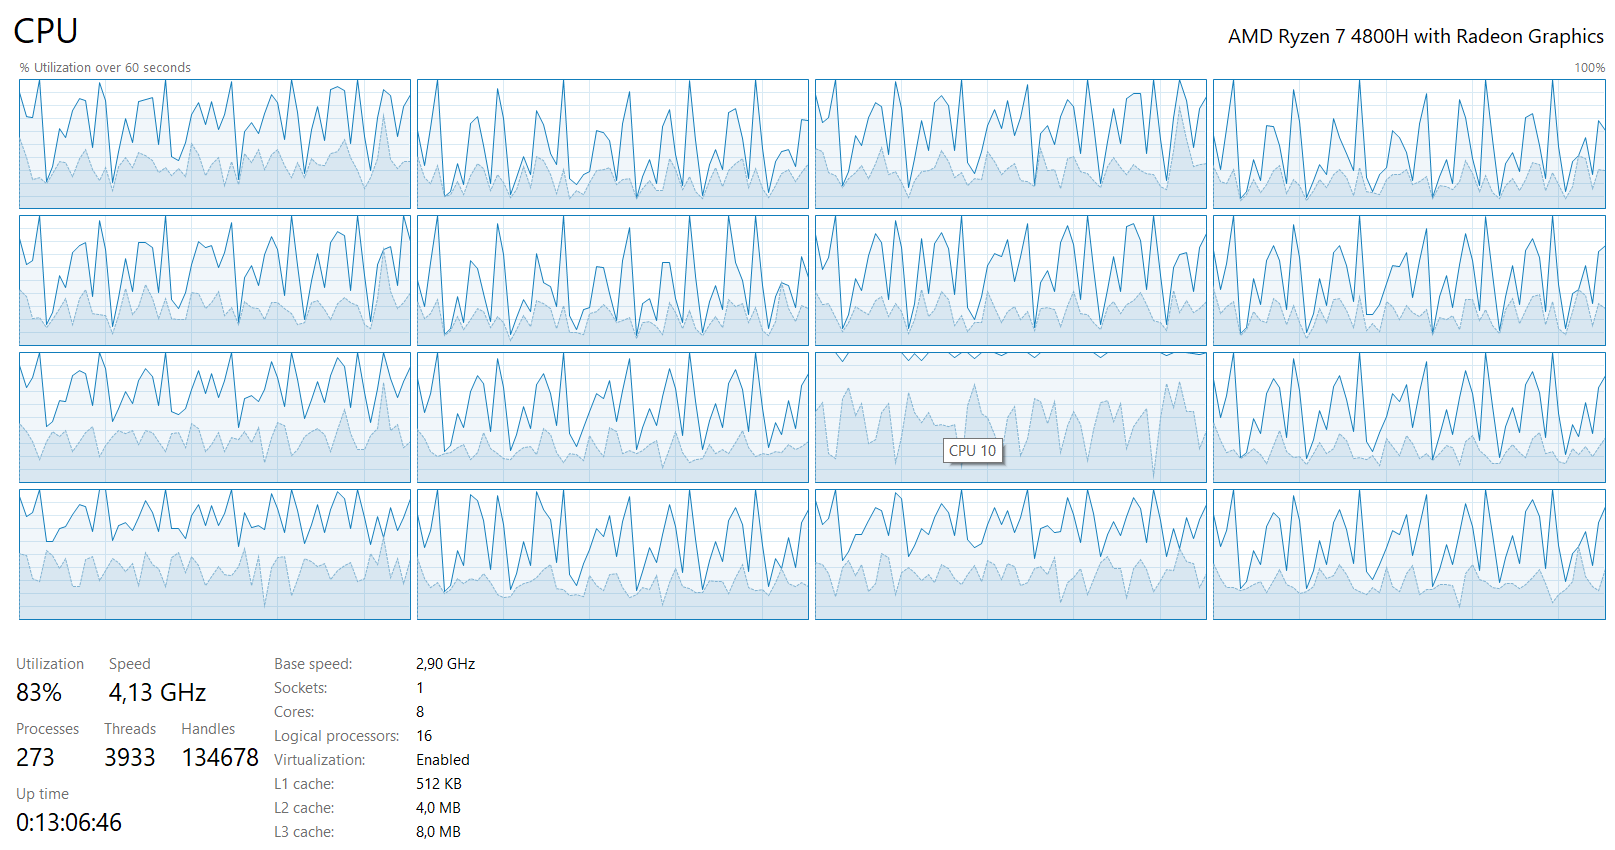 CPU
AMD Ryzen 7 4800H with Radeon Graphics
% Utilization over 60 seconds
100%
CPU 10
Utilization
Speed
83%
4,13 GHz
Processes
Threads
Handles
273
3933
134678
Up time
0:13:06:46
Base speed:
2,90 GHz
Sockets:
1
Cores:
8
Logical processors:
16
Virtualization:
Enabled
L1 cache:
512 KB
L2 cache:
4,0 MB
L3 cache:
8,0 MB